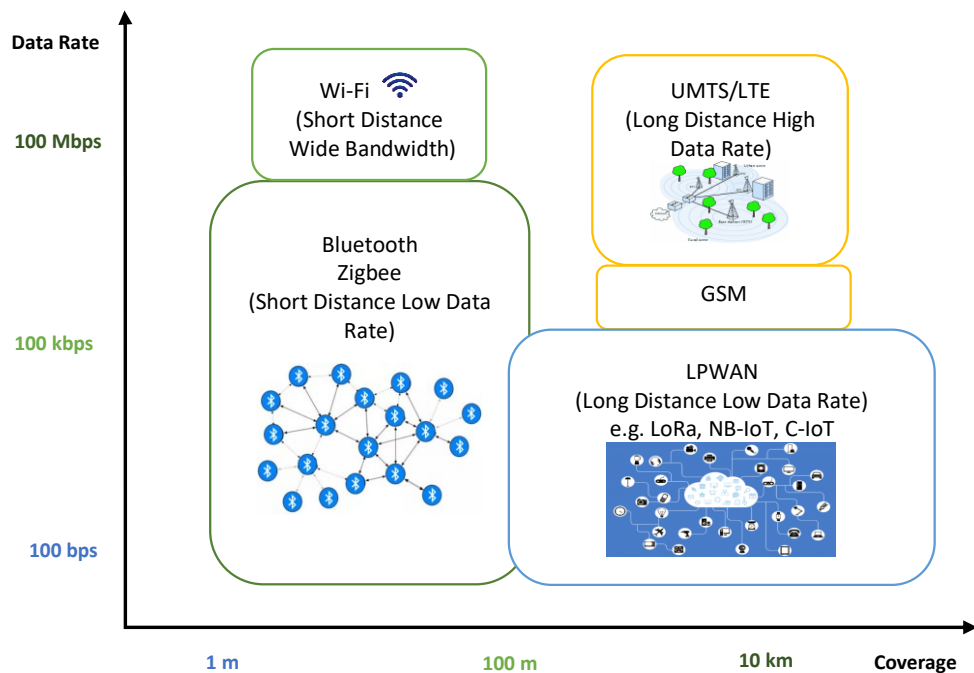 Data Rate
Wi-Fi
(Short Distance
Wide Bandwidth)
UMTS/LTE
(Long Distance High
Data Rate)
100 Mbps
Bluetooth
Zigbee
(Short Distance Low Data
Rate)
GSM
100 kbps
LPWAN
(Long Distance Low Data Rate)
e.g. LoRa, NB-IoT, C-IoT
100 bps
1 m
100 m
10 km
Coverage